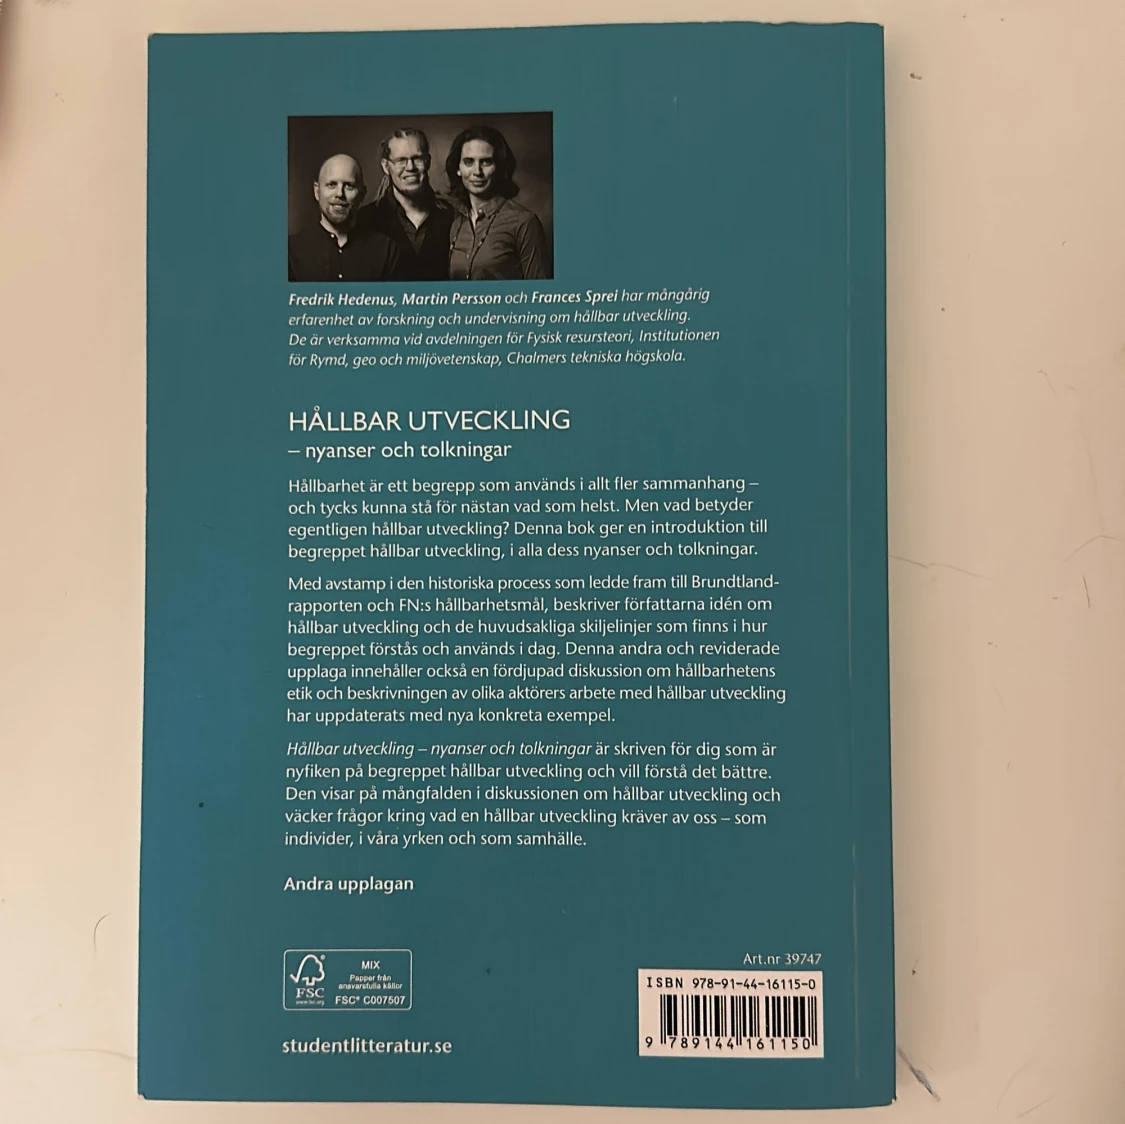 Fredrik Hedenus, Martin Persson och Frances Sprei har mångårig
erfarenhet av forskning och undervisning om hållbar utveckling.
De är verksamma vid avdelningen för Fysisk resursteori, Institutionen
för Rymd, geo och miljövetenskap, Chalmers tekniska högskola.
HÅLLBAR UTVECKLING
– nyanser och tolkningar
Hållbarhet är ett begrepp som används i allt fler sammanhang –
och tycks kunna stå för nästan vad som helst. Men vad betyder
egentligen hållbar utveckling? Denna bok ger en introduktion till
begreppet hållbar utveckling, i alla dess nyanser och tolkningar.
Med avstamp i den historiska process som ledde fram till Brundtland-
rapporten och FN:s hållbarhetsmål, beskriver författarna idén om
hållbar utveckling och de huvudsakliga skiljelinjer som finns i hur
begreppet förstås och används i dag. Denna andra och reviderade
upplaga innehåller också en fördjupad diskussion om hållbarhetens
etik och beskrivningen av olika aktörers arbete med hållbar utveckling
har uppdaterats med nya konkreta exempel.
Hållbar utveckling – nyanser och tolkningar är skriven för dig som är
nyfiken på begreppet hållbar utveckling och vill förstå det bättre.
Den visar på mångfalden i diskussionen om hållbar utveckling och
väcker frågor kring vad en hållbar utveckling kräver av oss – som
individer, i våra yrken och som samhälle.
Andra upplagan
FSC
www.fsc.org
MIX
Papper från
ansvarsfulla källor
FSC® C007507
studentlitteratur.se
Art.nr 39747
ISBN 978-91-44-16115-0
9 789144 161150